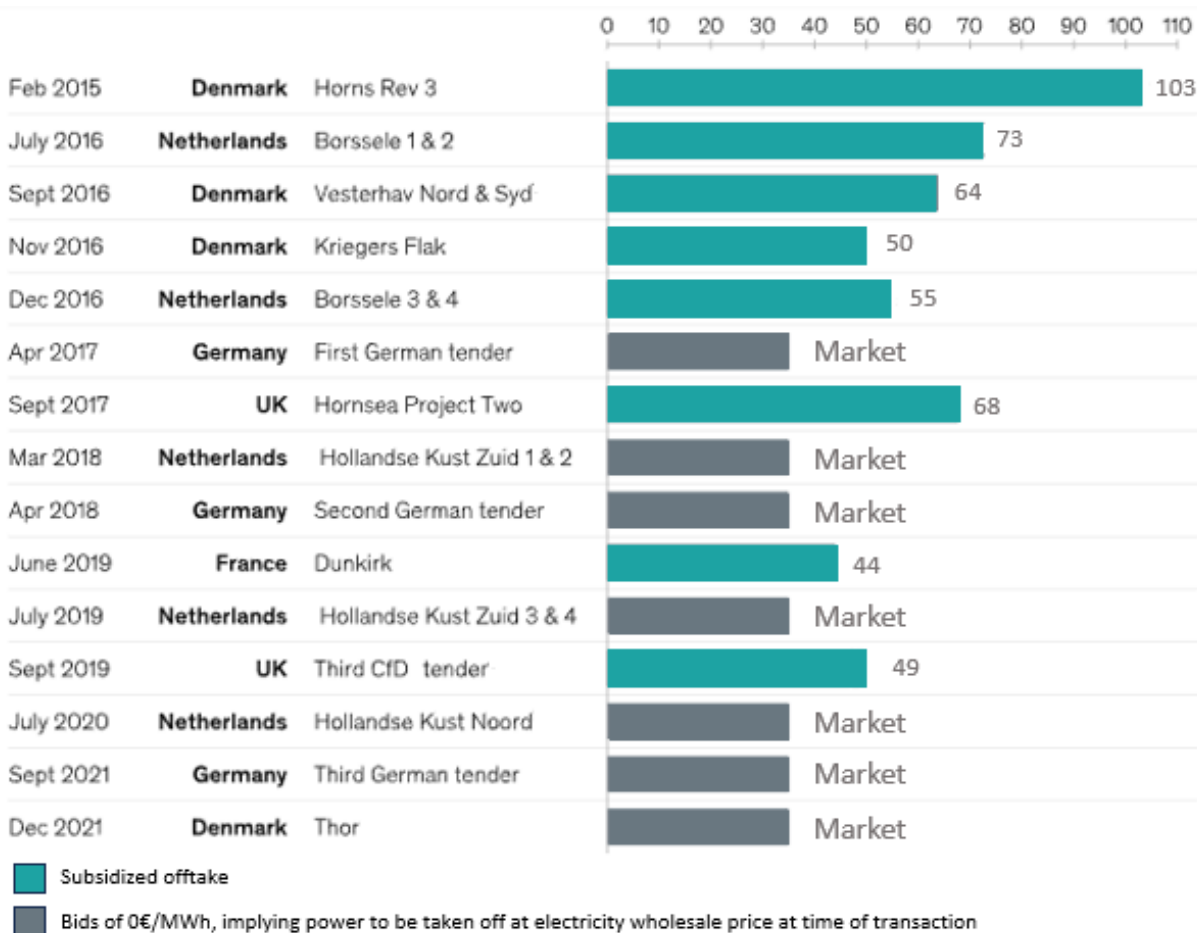 0 10 20 30 40 50 60 70 80 90 100 110
Feb 2015 Denmark Horns Rev 3 103
July 2016 Netherlands Borssele 1 & 2 73
Sept 2016 Denmark Vesterhav Nord & Syd 64
Nov 2016 Denmark Kriegers Flak 50
Dec 2016 Netherlands Borssele 3 & 4 55
Apr 2017 Germany First German tender Market
Sept 2017 UK Hornsea Project Two 68
Mar 2018 Netherlands Hollandse Kust Zuid 1 & 2 Market
Apr 2018 Germany Second German tender Market
June 2019 France Dunkirk 44
July 2019 Netherlands Hollandse Kust Zuid 3 & 4 Market
Sept 2019 UK Third CfD tender 49
July 2020 Netherlands Hollandse Kust Noord Market
Sept 2021 Germany Third German tender Market
Dec 2021 Denmark Thor Market
Subsidized offtake
Bids of 0€/MWh, implying power to be taken off at electricity wholesale price at time of transaction